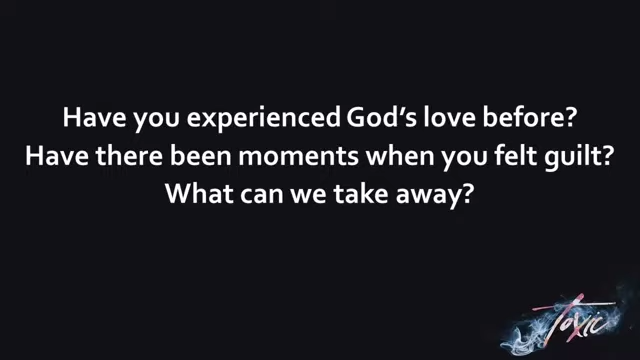 Have you experienced God’s love before?
Have there been moments when you felt guilt?
What can we take away?
Toxic